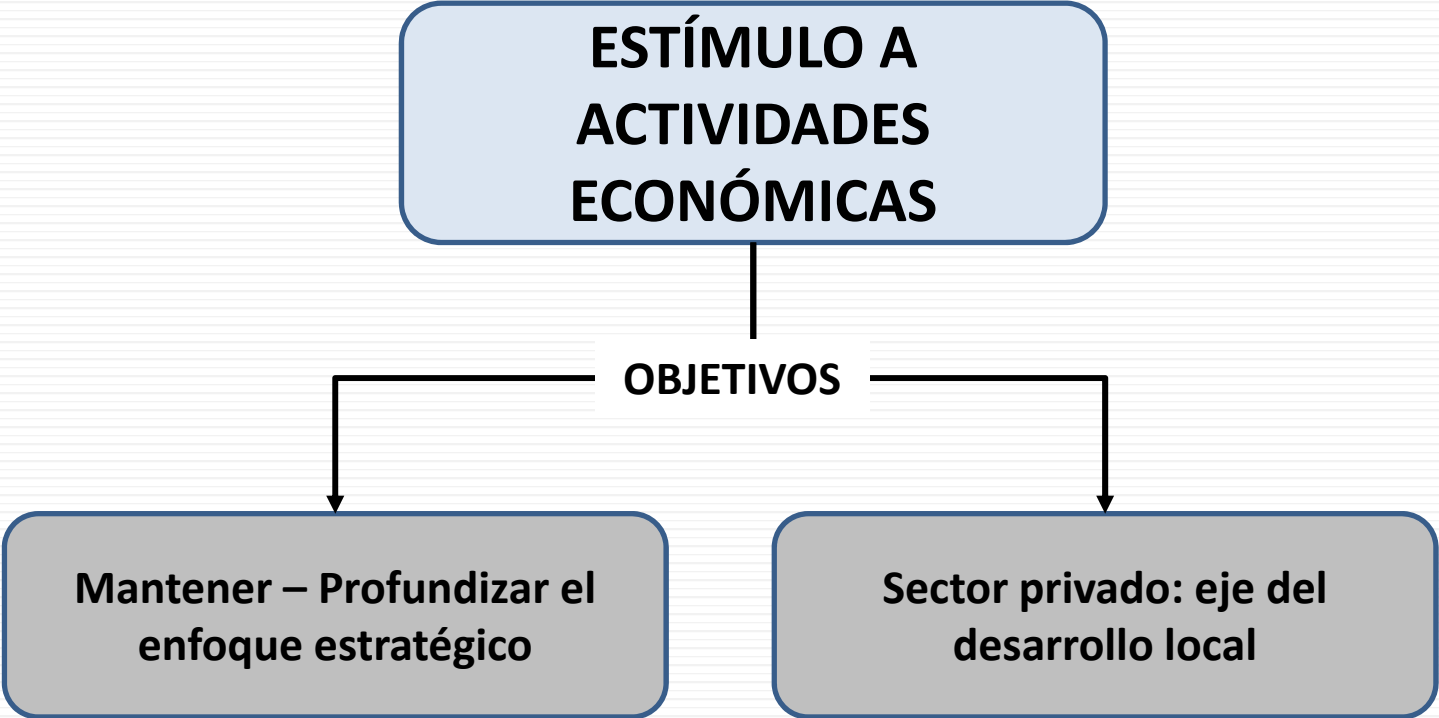 ESTÍMULO A
ACTIVIDADES
ECONÓMICAS
OBJETIVOS
Mantener – Profundizar el
enfoque estratégico
Sector privado: eje del
desarrollo local